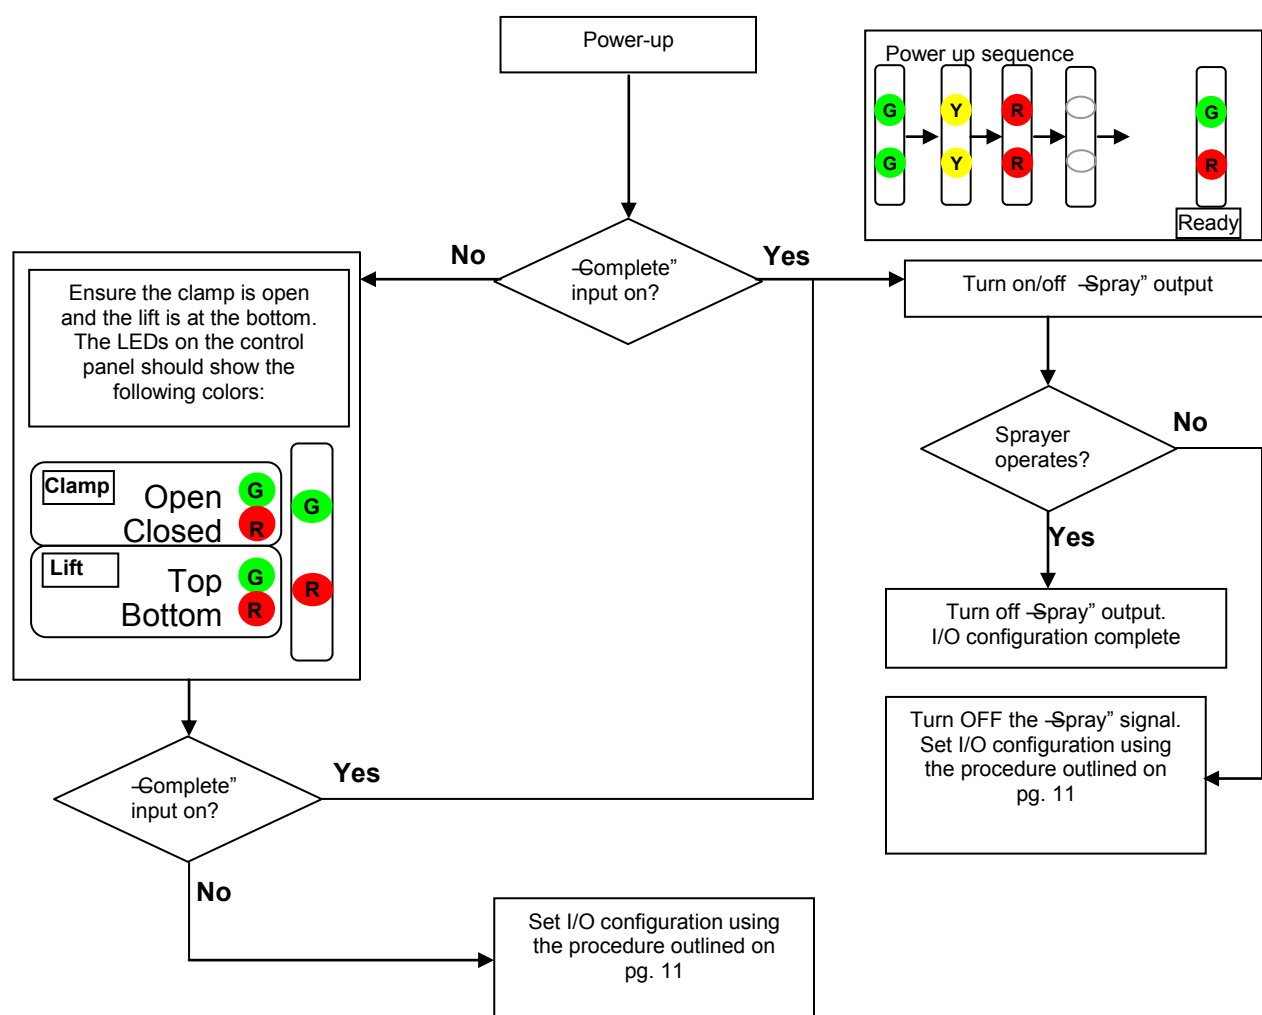 Power-up
Power up sequence
G
Y
R
G
G
Y
R
R
Ready
No
"Complete"
input on?
Yes
Turn on/off "Spray" output
Ensure the clamp is open
and the lift is at the bottom.
The LEDs on the control
panel should show the
following colors:
Clamp
Open
G
Closed
R
G
Lift
Top
G
Bottom
R
R
Sprayer
operates?
No
Yes
Turn off "Spray" output.
I/O configuration complete
Turn OFF the "Spray" signal.
Set I/O configuration using
the procedure outlined on
pg. 11
"Complete"
input on?
Yes
No
Set I/O configuration using
the procedure outlined on
pg. 11